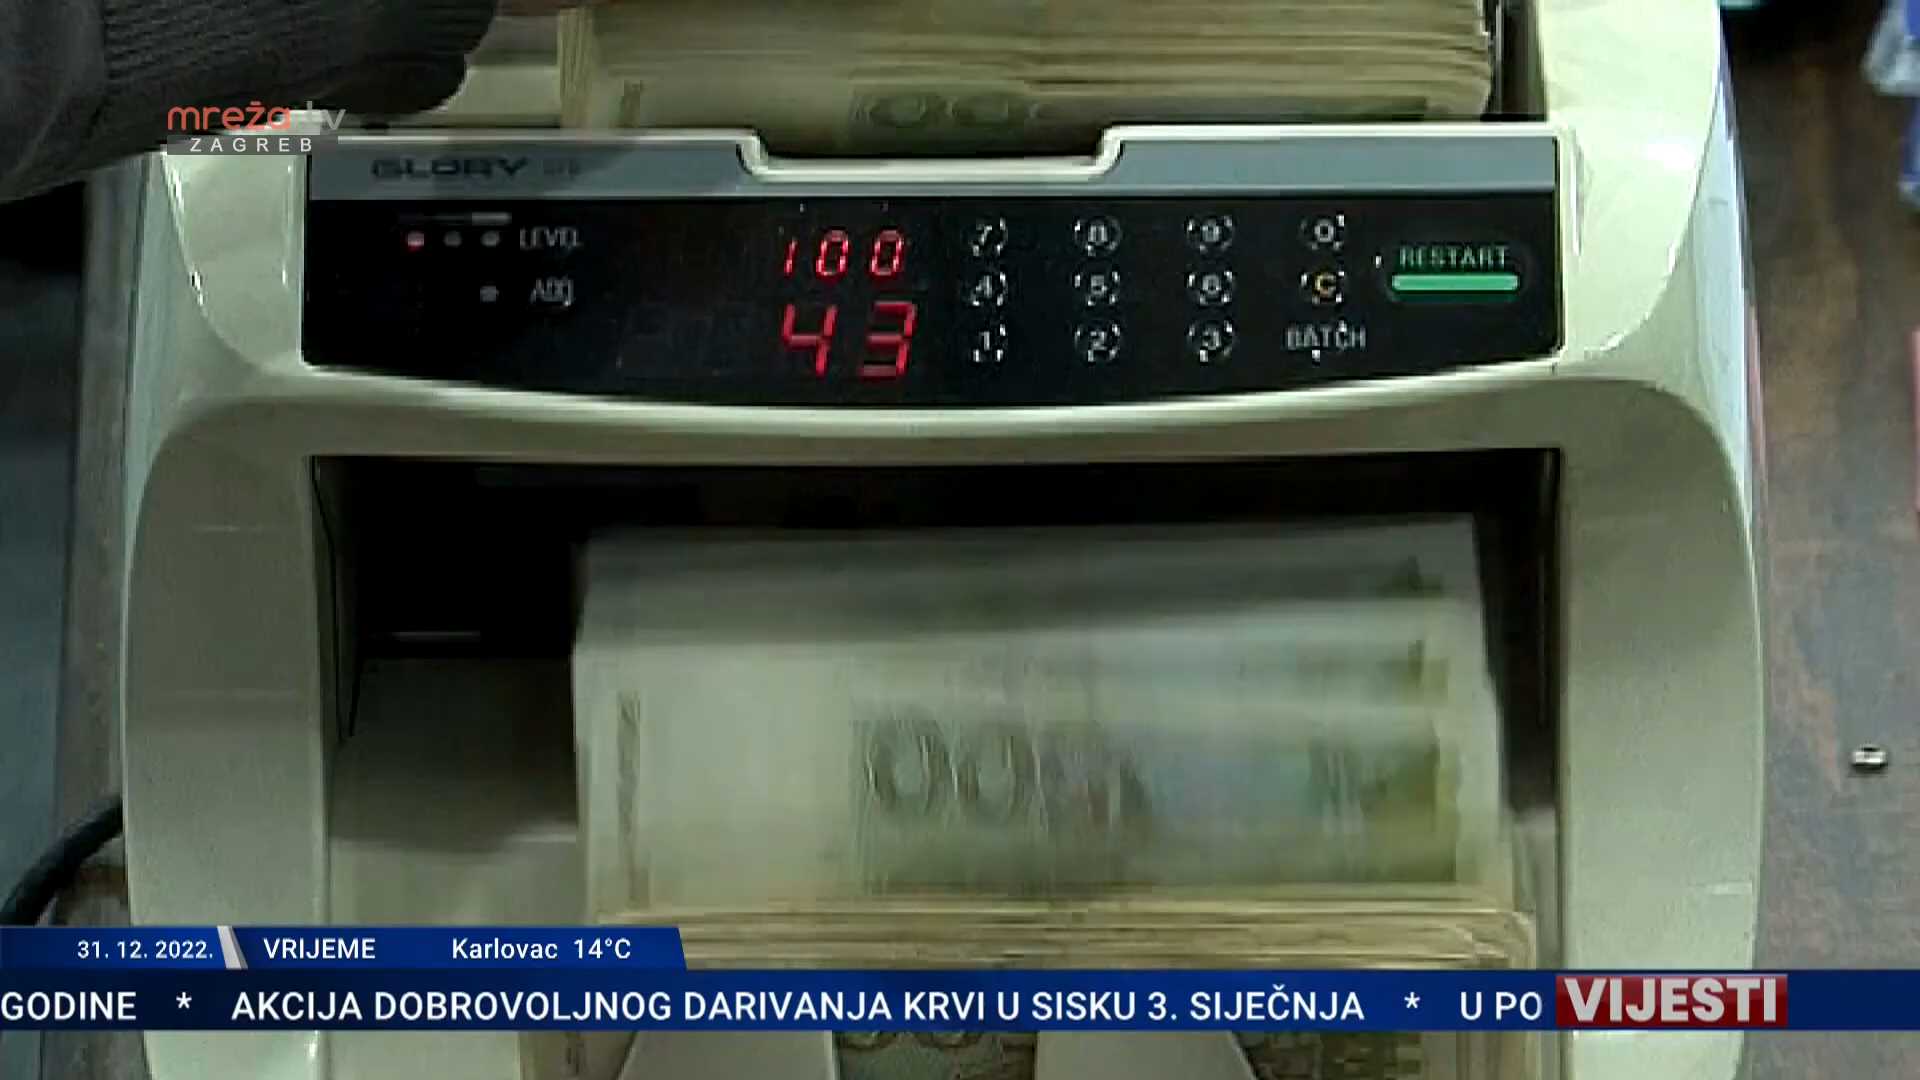 mreža tv
ZAGREB
GLORY
LEVEL
ADJ
100
43
7 8 9 0
4 5 6 C
1 2 3 BATCH
RESTART
31. 12. 2022. VRIJEME Karlovac 14°C
GODINE * AKCIJA DOBROVOLJNOG DARIVANJA KRVI U SISKU 3. SIJEČNJA * U PO
VIJESTI